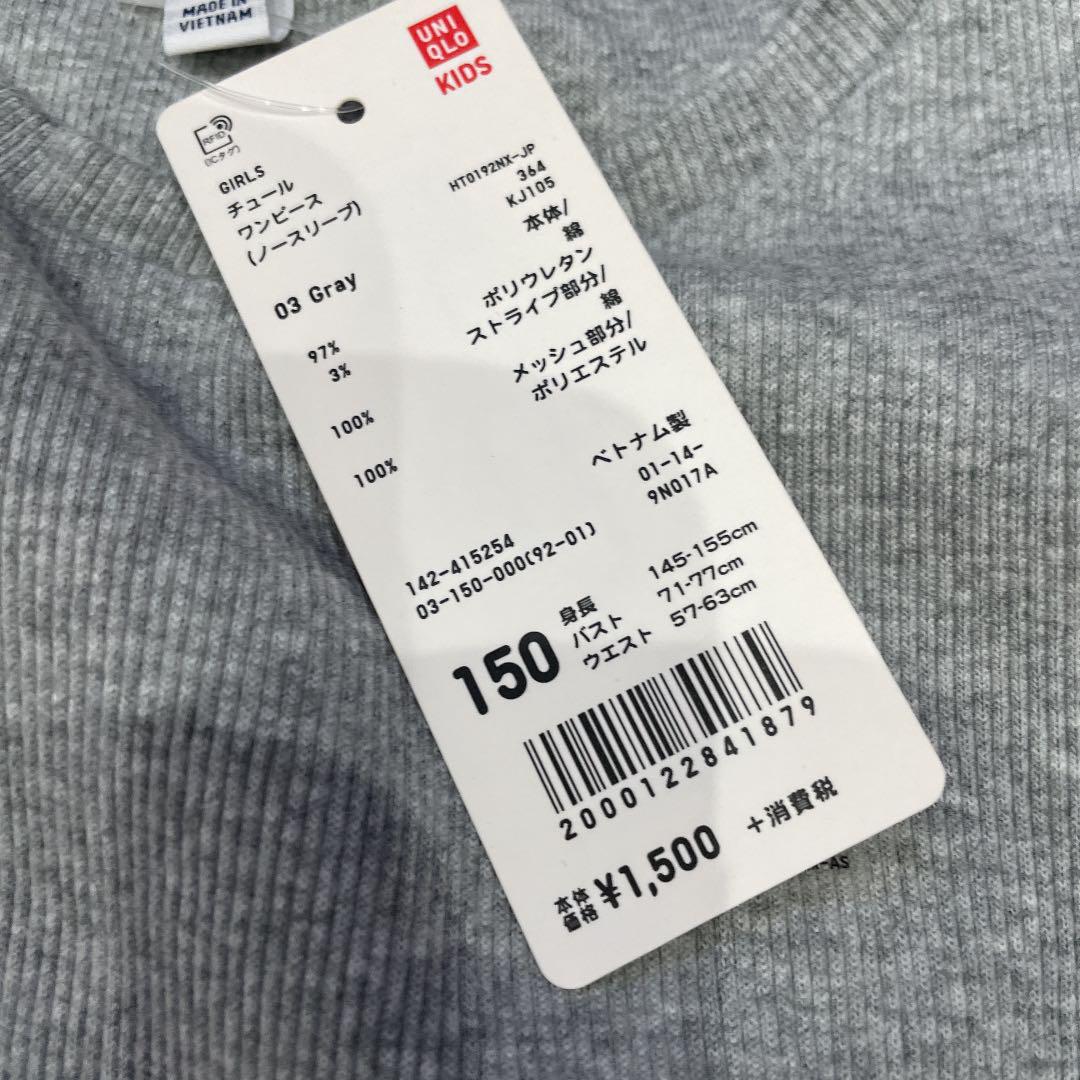 MADE IN
VIETNAM
UNI
QLO
KIDS
RFID
(ICタグ)
GIRLS
チュール
ワンピース
(ノースリーブ)
HT0192NX-JP
364
KJ105
03 Gray
本体/
97% 綿
3% ポリウレタン
ストライプ部分/
100% 綿
メッシュ部分/
100% ポリエステル
ベトナム製
01-14-
9N017A
142-415254
03-150-000(92-01)
150
身長 145-155cm
バスト 71-77cm
ウエスト 57-63cm
2000122841879
本体
価格 ¥1,500 +消費税